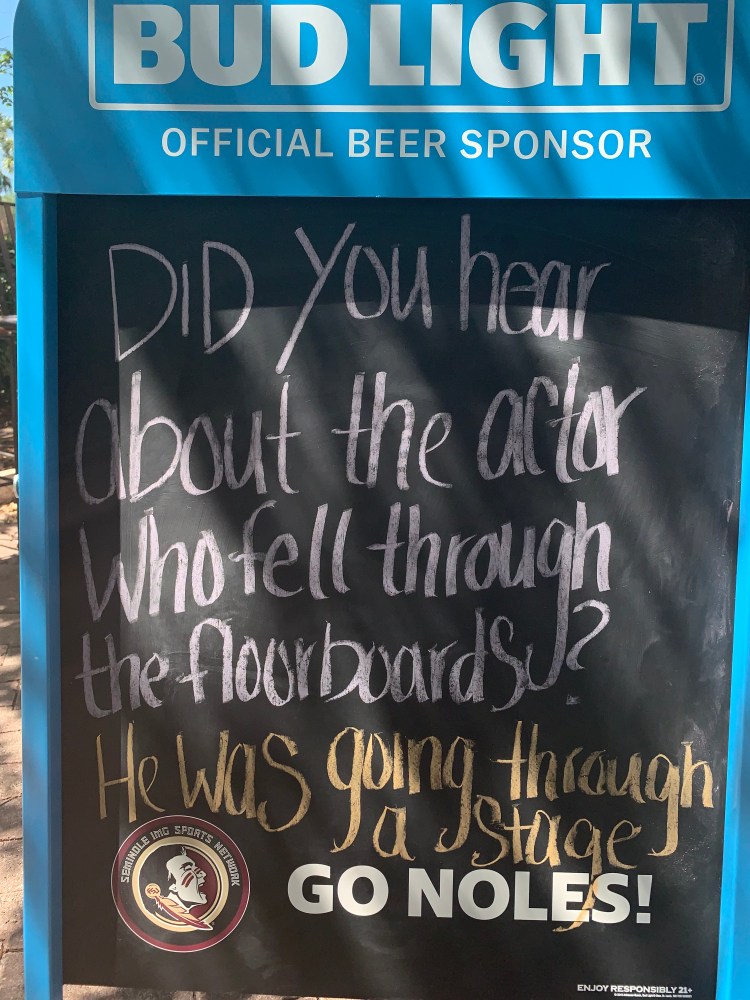 BUD LIGHT®
OFFICIAL BEER SPONSOR
DID You hear
about the actor
Who fell through
the floorboards?
He was going through
a stage
SEMINOLE IMG SPORTS NETWORK
GO NOLES!
ENJOY RESPONSIBLY 21+